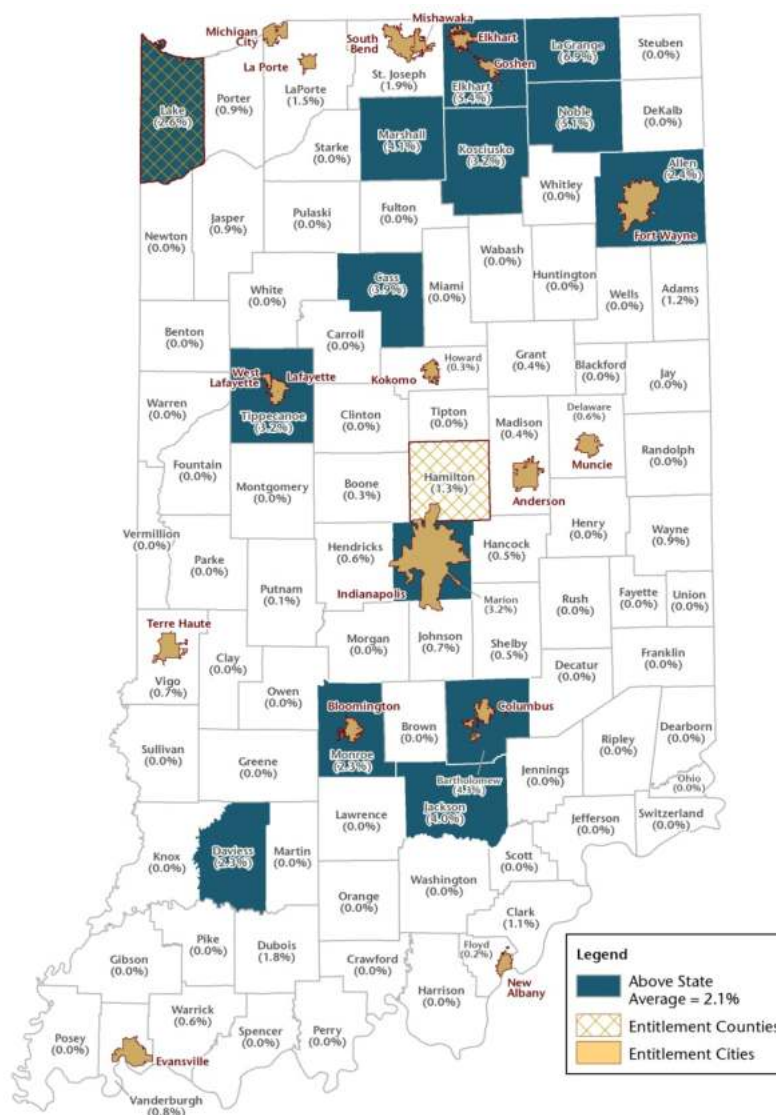 Michigan
City
Mishawaka
South
Bend
Elkhart
LaGrange
(6.9%)
Steuben
(0.0%)
La Porte
St. Joseph
(1.9%)
Goshen
Elkhart
(5.4%)
Lake
(2.6%)
Porter
(0.9%)
LaPorte
(1.5%)
Noble
(5.1%)
DeKalb
(0.0%)
Starke
(0.0%)
Marshall
(4.1%)
Kosciusko
(3.2%)
Whitley
(0.0%)
Allen
(2.4%)
Fort Wayne
Newton
(0.0%)
Jasper
(0.9%)
Pulaski
(0.0%)
Fulton
(0.0%)
Wabash
(0.0%)
Huntington
(0.0%)
White
(0.0%)
Cass
(3.9%)
Miami
(0.0%)
Wells
(0.0%)
Adams
(1.2%)
Benton
(0.0%)
Carroll
(0.0%)
Howard
(0.3%)
Kokomo
Grant
(0.4%)
Blackford
(0.0%)
Jay
(0.0%)
West
Lafayette
Lafayette
Tippecanoe
(3.2%)
Warren
(0.0%)
Clinton
(0.0%)
Tipton
(0.0%)
Madison
(0.4%)
Delaware
(0.6%)
Muncie
Randolph
(0.0%)
Fountain
(0.0%)
Montgomery
(0.0%)
Boone
(0.3%)
Hamilton
(1.3%)
Anderson
Vermillion
(0.0%)
Parke
(0.0%)
Hendricks
(0.6%)
Hancock
(0.5%)
Henry
(0.0%)
Wayne
(0.9%)
Putnam
(0.1%)
Indianapolis
Marion
(3.2%)
Rush
(0.0%)
Fayette
(0.0%)
Union
(0.0%)
Terre Haute
Vigo
(0.7%)
Clay
(0.0%)
Morgan
(0.0%)
Johnson
(0.7%)
Shelby
(0.5%)
Decatur
(0.0%)
Franklin
(0.0%)
Owen
(0.0%)
Bloomington
Monroe
(2.3%)
Brown
(0.0%)
Columbus
Bartholomew
(4.3%)
Sullivan
(0.0%)
Greene
(0.0%)
Jennings
(0.0%)
Ripley
(0.0%)
Dearborn
(0.0%)
Ohio
(0.0%)
Jackson
(4.0%)
Lawrence
(0.0%)
Jefferson
(0.0%)
Switzerland
(0.0%)
Knox
(0.0%)
Daviess
(2.3%)
Martin
(0.0%)
Scott
(0.0%)
Washington
(0.0%)
Orange
(0.0%)
Clark
(1.1%)
Gibson
(0.0%)
Pike
(0.0%)
Dubois
(1.8%)
Crawford
(0.0%)
Floyd
(0.2%)
New
Albany
Harrison
(0.0%)
Posey
(0.0%)
Evansville
Warrick
(0.6%)
Spencer
(0.0%)
Perry
(0.0%)
Vanderburgh
(0.8%)
Legend
Above State
Average = 2.1%
Entitlement Counties
Entitlement Cities